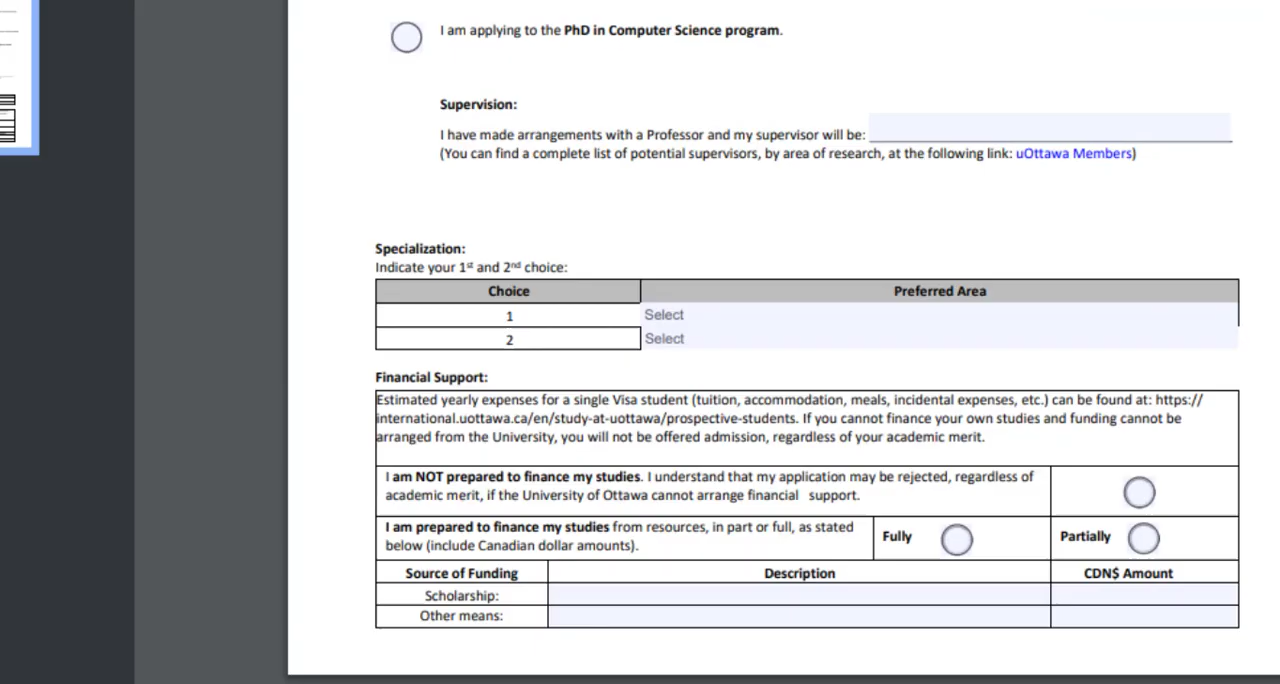 I am applying to the PhD in Computer Science program.
Supervision:
I have made arrangements with a Professor and my supervisor will be:
(You can find a complete list of potential supervisors, by area of research, at the following link: uOttawa Members)
Specialization:
Indicate your 1st and 2nd choice:
Choice Preferred Area
1 Select
2 Select
Financial Support:
Estimated yearly expenses for a single Visa student (tuition, accommodation, meals, incidental expenses, etc.) can be found at: https://
international.uottawa.ca/en/study-at-uottawa/prospective-students. If you cannot finance your own studies and funding cannot be
arranged from the University, you will not be offered admission, regardless of your academic merit.
I am NOT prepared to finance my studies. I understand that my application may be rejected, regardless of
academic merit, if the University of Ottawa cannot arrange financial support.
I am prepared to finance my studies from resources, in part or full, as stated
below (include Canadian dollar amounts).
Fully
Partially
Source of Funding Description CDN$ Amount
Scholarship:
Other means: